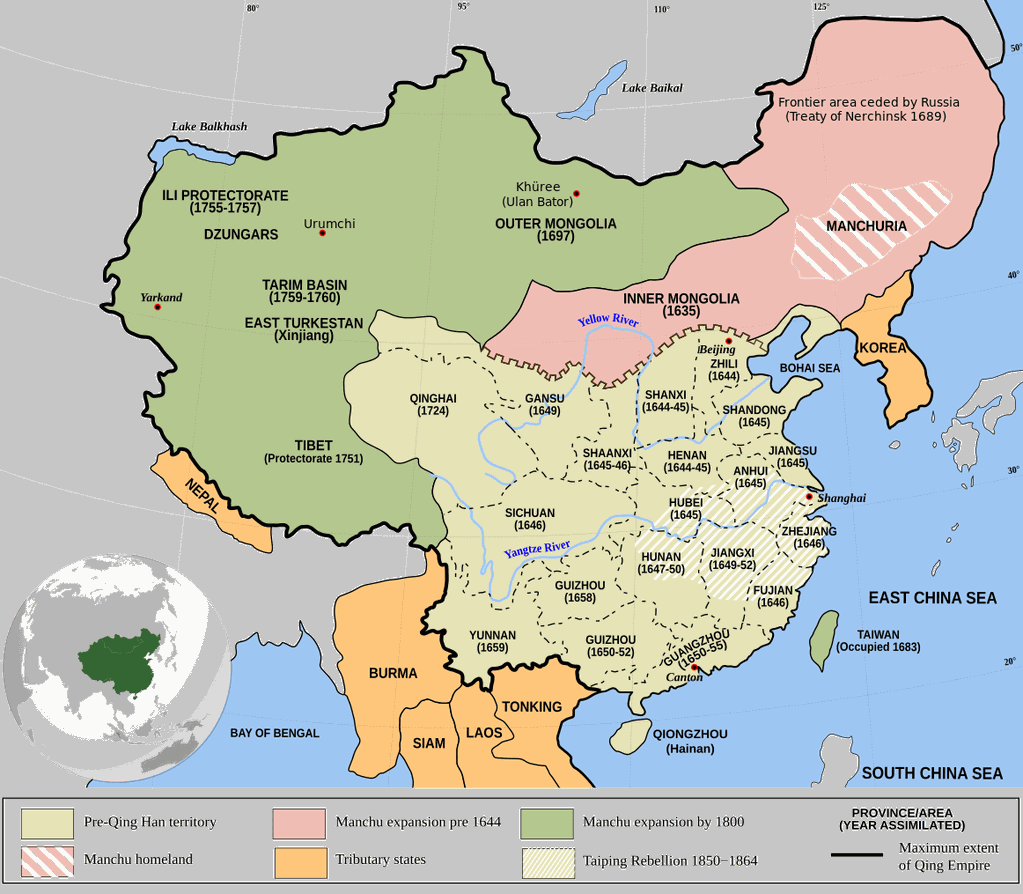 80°
95°
110°
125°
50°
Lake Baikal
Frontier area ceded by Russia
(Treaty of Nerchinsk 1689)
Lake Balkhash
ILI PROTECTORATE
(1755-1757)
DZUNGARS
Urumchi
Khüree
(Ulan Bator)
OUTER MONGOLIA
(1697)
MANCHURIA
40°
Yarkand
TARIM BASIN
(1759-1760)
EAST TURKESTAN
(Xinjiang)
INNER MONGOLIA
(1635)
Yellow River
Beijing
ZHILI
(1644)
KOREA
BOHAI SEA
QINGHAI
(1724)
GANSU
(1649)
SHANXI
(1644-45)
SHANDONG
(1645)
TIBET
(Protectorate 1751)
SHAANXI
(1645-46)
HENAN
(1644-45)
JIANGSU
(1645)
ANHUI
(1645)
30°
NEPAL
SICHUAN
(1646)
HUBEI
(1645)
Shanghai
Yangtze River
ZHEJIANG
(1646)
HUNAN
(1647-50)
JIANGXI
(1649-52)
GUIZHOU
(1658)
FUJIAN
(1646)
EAST CHINA SEA
YUNNAN
(1659)
GUIZHOU
(1650-52)
GUANGZHOU
(1650-55)
Canton
TAIWAN
(Occupied 1683)
20°
BURMA
TONKING
BAY OF BENGAL
SIAM
LAOS
QIONGZHOU
(Hainan)
SOUTH CHINA SEA
Pre-Qing Han territory
Manchu expansion pre 1644
Manchu expansion by 1800
PROVINCE/AREA
(YEAR ASSIMILATED)
Manchu homeland
Tributary states
Taiping Rebellion 1850−1864
Maximum extent
of Qing Empire